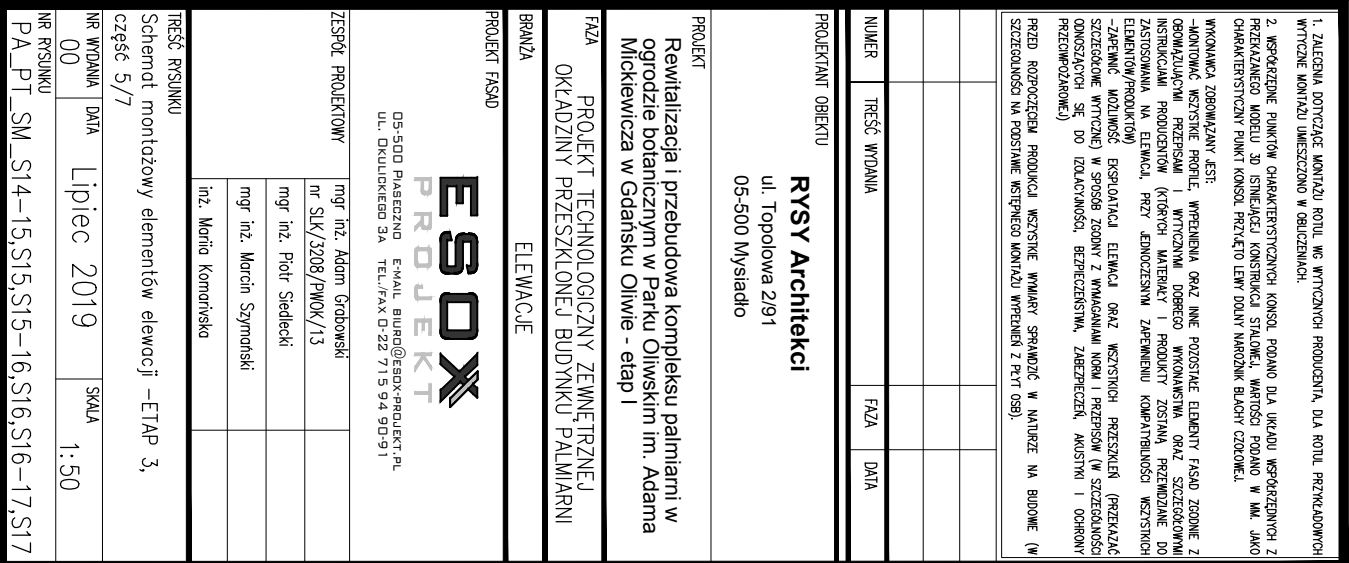 1. ZALECENIA DOTYCZĄCE MONTAŻU ROTUL WG WYTYCZNYCH PRODUCENTA, DLA ROTUL PRZYKŁADOWYCH
WYTYCZNE MONTAŻU UMIESZCZONO W OBLICZENIACH.
2. WSPÓŁRZĘDNE PUNKTÓW CHARAKTERYSTYCZNYCH KONSOL PODANO DLA UKŁADU WSPÓŁRZĘDNYCH Z
PRZEKAZANEGO MODELU 3D ISTNIEJĄCEJ KONSTRUKCJI STALOWEJ, WARTOŚCI PODANO W MM. JAKO
CHARAKTERYSTYCZNY PUNKT KONSOL PRZYJĘTO LEWY DOLNY NAROŻNIK BLACHY CZOŁOWEJ.
WYKONAWCA ZOBOWIĄZANY JEST:
-MONTOWAĆ WSZYSTKIE PROFILE, WYPEŁNIENIA ORAZ INNE POZOSTAŁE ELEMENTY FASAD ZGODNIE Z
OBOWIĄZUJĄCYMI PRZEPISAMI I WYTYCZNYMI DOBREGO WYKONAWSTWA ORAZ SZCZEGÓŁOWYMI
INSTRUKCJAMI PRODUCENTÓW (KTÓRYCH MATERIAŁY I PRODUKTY ZOSTANĄ PRZEWIDZIANE DO
ZASTOSOWANIA NA ELEWACJI, PRZY JEDNOCZESNYM ZAPEWNIENIU KOMPATYBILNOŚCI WSZYSTKICH
ELEMENTÓW/PRODUKTÓW)
-ZAPEWNIĆ MOŻLIWOŚĆ EKSPLOATACJI ELEWACJI ORAZ WSZYSTKICH PRZESZKLEŃ (PRZEKAZAĆ
SZCZEGÓŁOWE WYTYCZNE) W SPOSÓB ZGODNY Z WYMAGANIAMI NORM I PRZEPISÓW (W SZCZEGÓLNOŚCI
ODNOSZĄCYCH SIĘ DO IZOLACYJNOŚCI, BEZPIECZEŃSTWA, ZABEZPIECZEŃ, AKUSTYKI I OCHRONY
PRZECIWPOŻAROWEJ)
PRZED ROZPOCZĘCIEM PRODUKCJI WSZYSTKIE WYMIARY SPRAWDZIĆ W NATURZE NA BUDOWIE (W
SZCZEGÓLNOŚCI NA PODSTAWIE WSTĘPNEGO MONTAŻU WYPEŁNIEŃ Z PŁYT OSB).
NUMER TREŚĆ WYDANIA FAZA DATA
PROJEKTANT OBIEKTU
RYSY Architekci
ul. Topolowa 2/91
05-500 Mysiadło
PROJEKT
Rewitalizacja i przebudowa kompleksu palmiarni w
ogrodzie botanicznym w Parku Oliwskim im. Adama
Mickiewicza w Gdańsku Oliwie - etap I
FAZA PROJEKT TECHNOLOGICZNY ZEWNĘTRZNEJ
OKŁADZINY PRZESZKLONEJ BUDYNKU PALMIARNI
BRANŻA ELEWACJE
PROJEKT FASAD
ESOX
PROJEKT
05-500 PIASECZNO E-MAIL BIURO@ESOX-PROJEKT.PL
UL. OKULICKIEGO 3A TEL./FAX 0-22 715 94 90-91
ZESPÓŁ PROJEKTOWY
mgr inż. Adam Grabowski
nr SLK/3208/PWOK/13
mgr inż. Piotr Siedlecki
mgr inż. Marcin Szymański
inż. Mariia Komarivska
TREŚĆ RYSUNKU
Schemat montażowy elementów elewacji -ETAP 3,
część 5/7
NR WYDANIA DATA SKALA
00 Lipiec 2019 1:50
NR RYSUNKU
PA_PT_SM_S14-15,S15,S15-16,S16,S16-17,S17